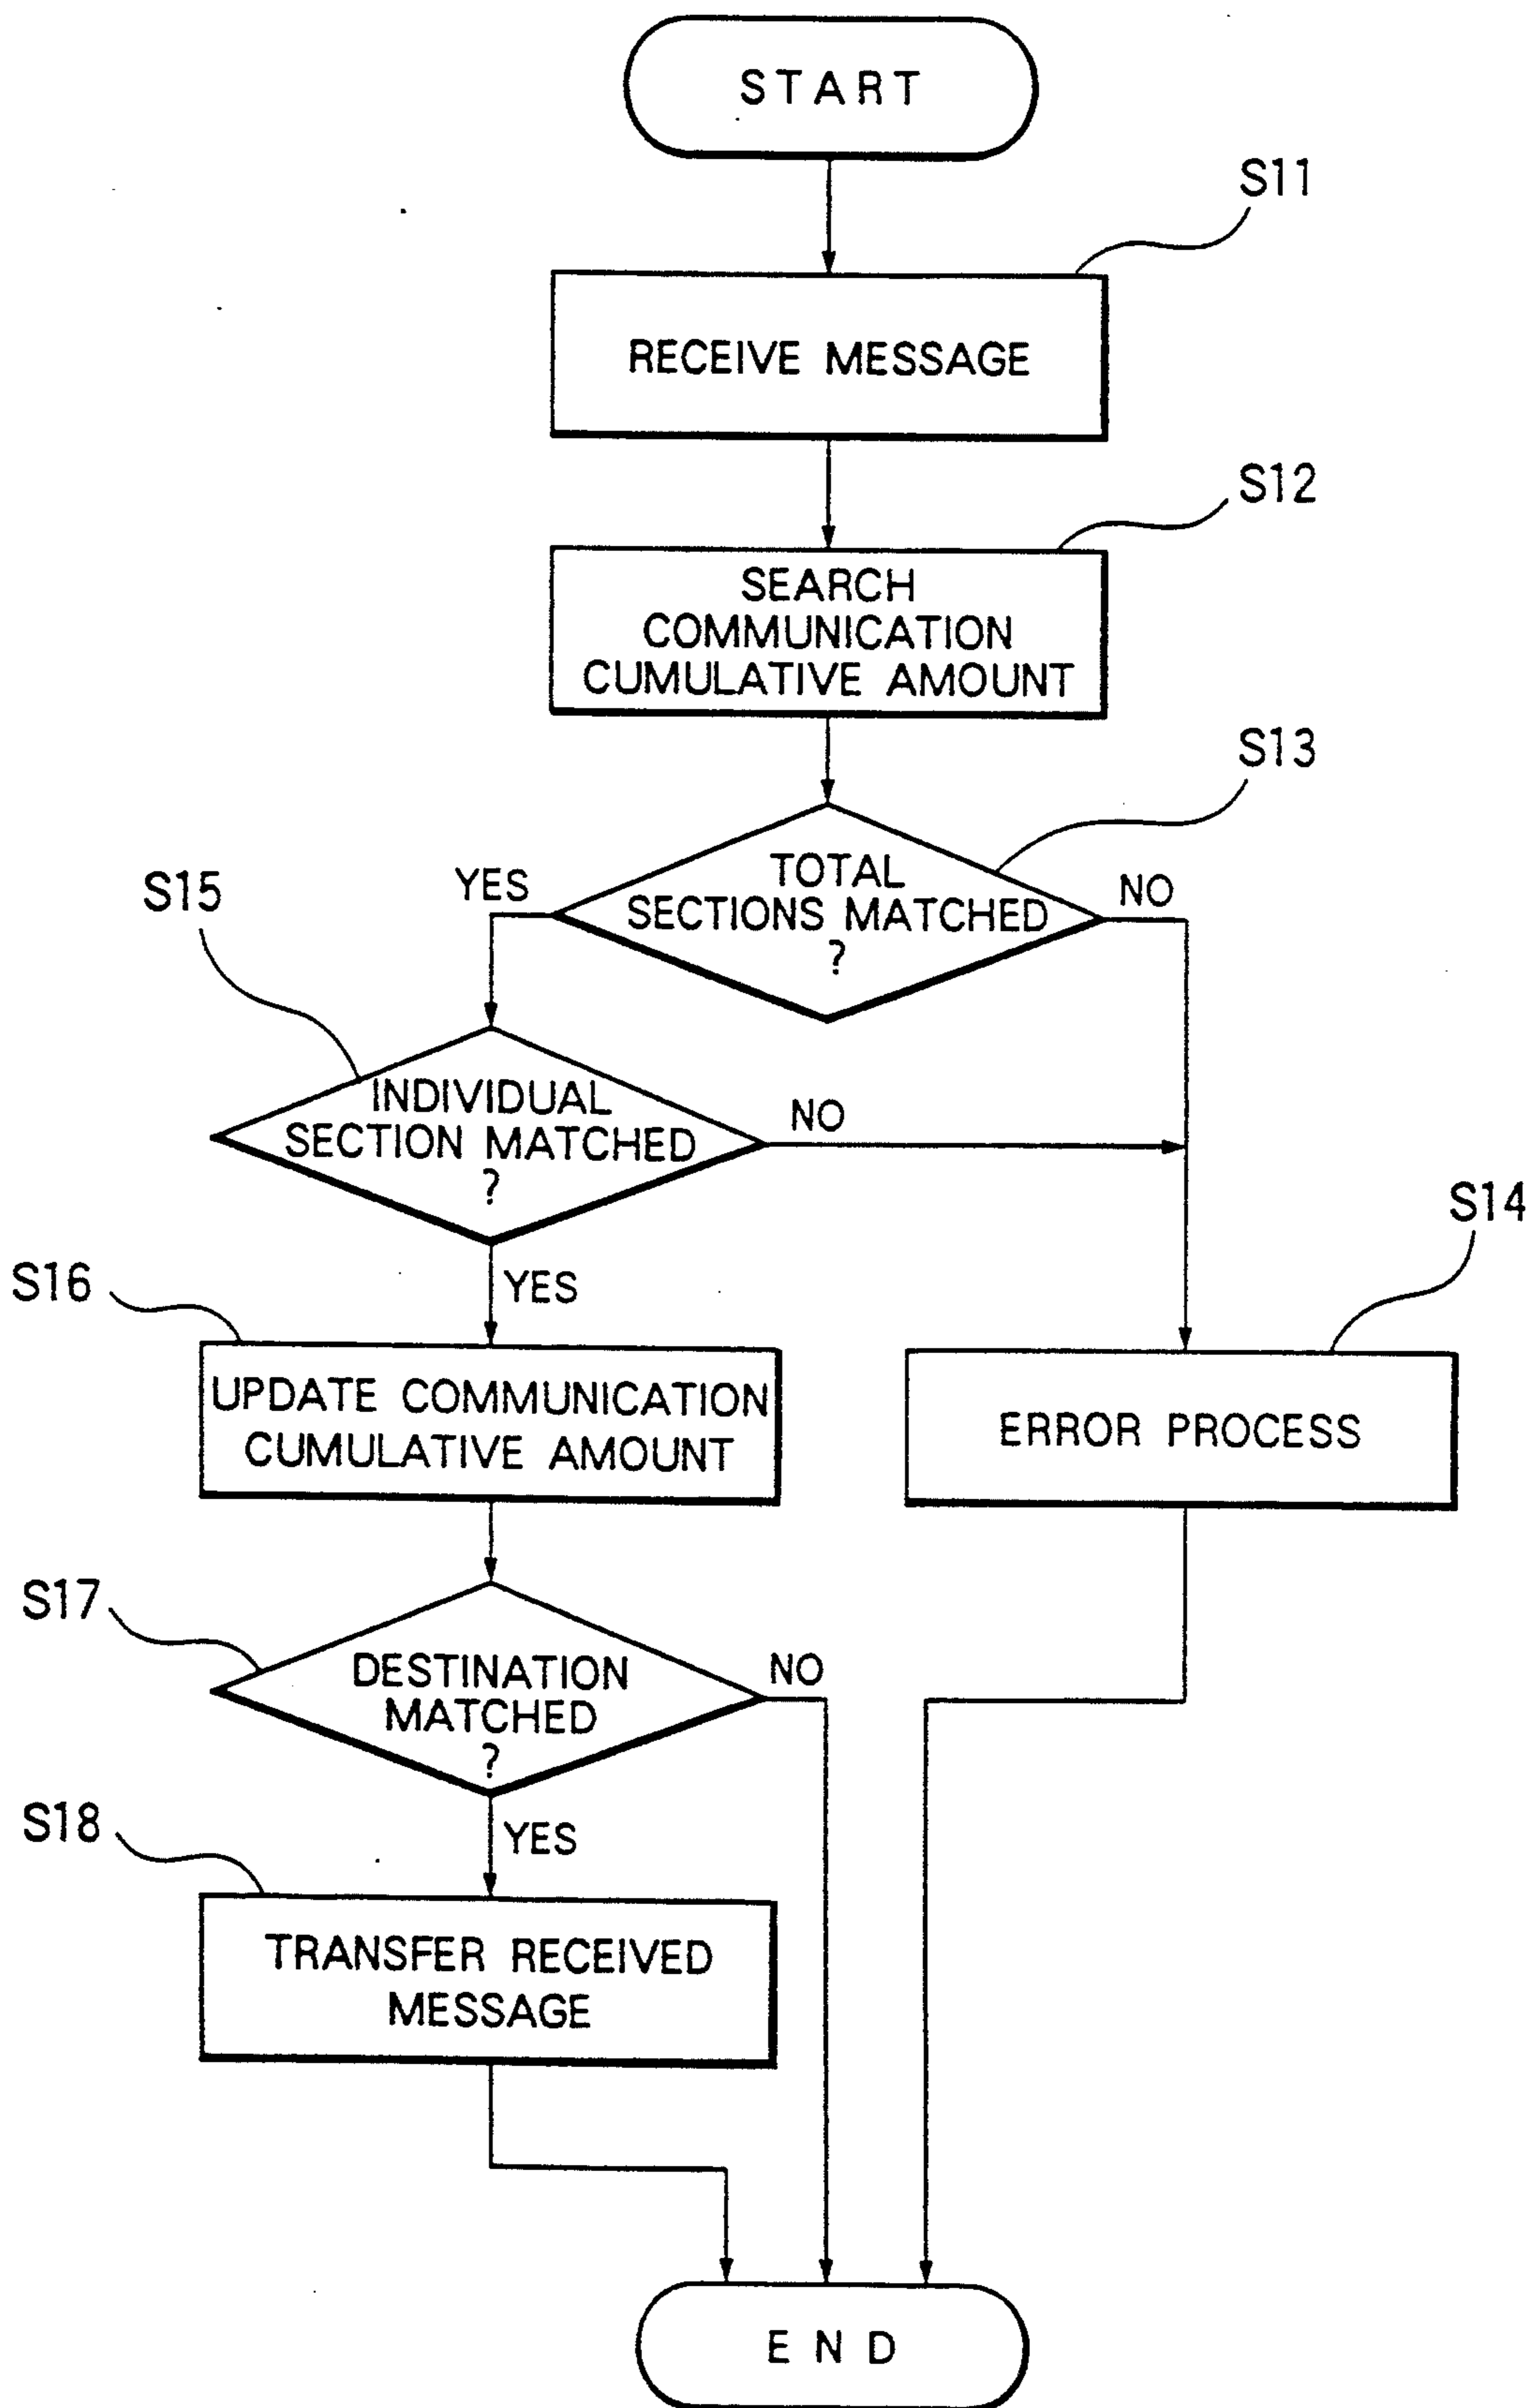 START
S11
RECEIVE MESSAGE
S12
SEARCH
COMMUNICATION
CUMULATIVE AMOUNT
S13
TOTAL
SECTIONS MATCHED
?
YES
NO
S15
INDIVIDUAL
SECTION MATCHED
?
NO
YES
S14
ERROR PROCESS
S16
UPDATE COMMUNICATION
CUMULATIVE AMOUNT
S17
DESTINATION
MATCHED
?
NO
YES
S18
TRANSFER RECEIVED
MESSAGE
END